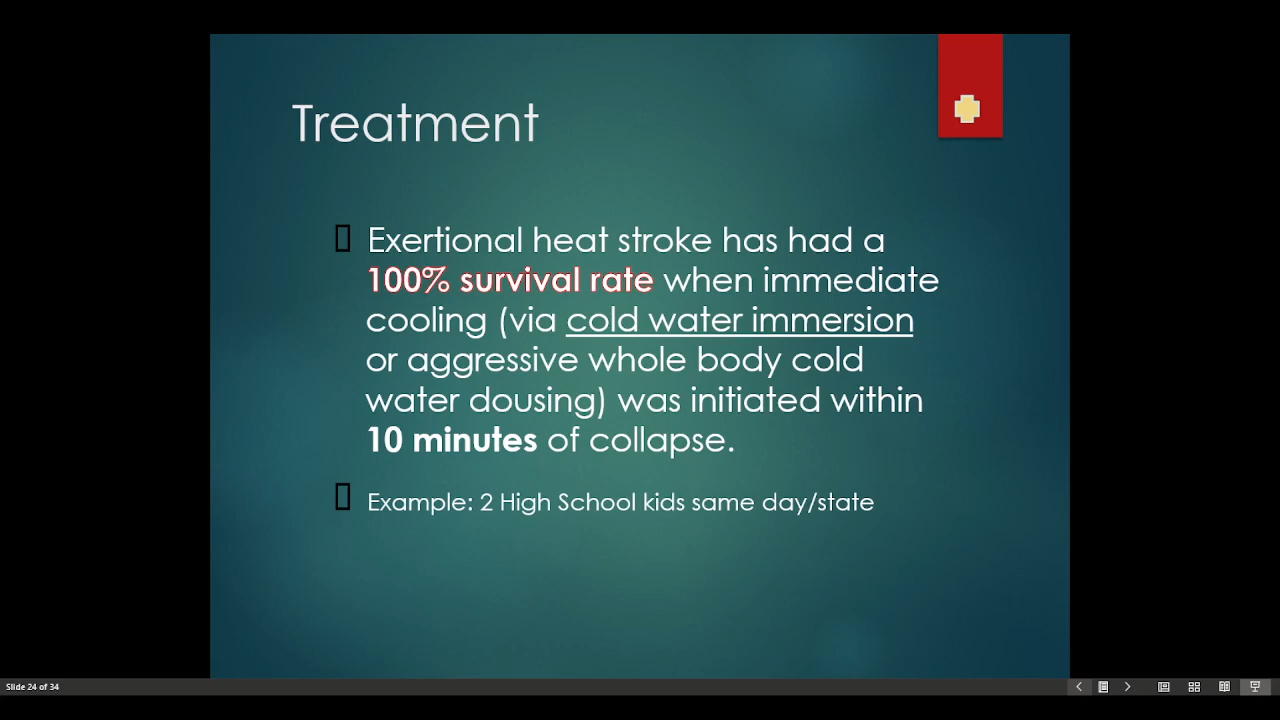 Treatment
Exertional heat stroke has had a
100% survival rate when immediate
cooling (via cold water immersion
or aggressive whole body cold
water dousing) was initiated within
10 minutes of collapse.
Example: 2 High School kids same day/state
Slide 24 of 34